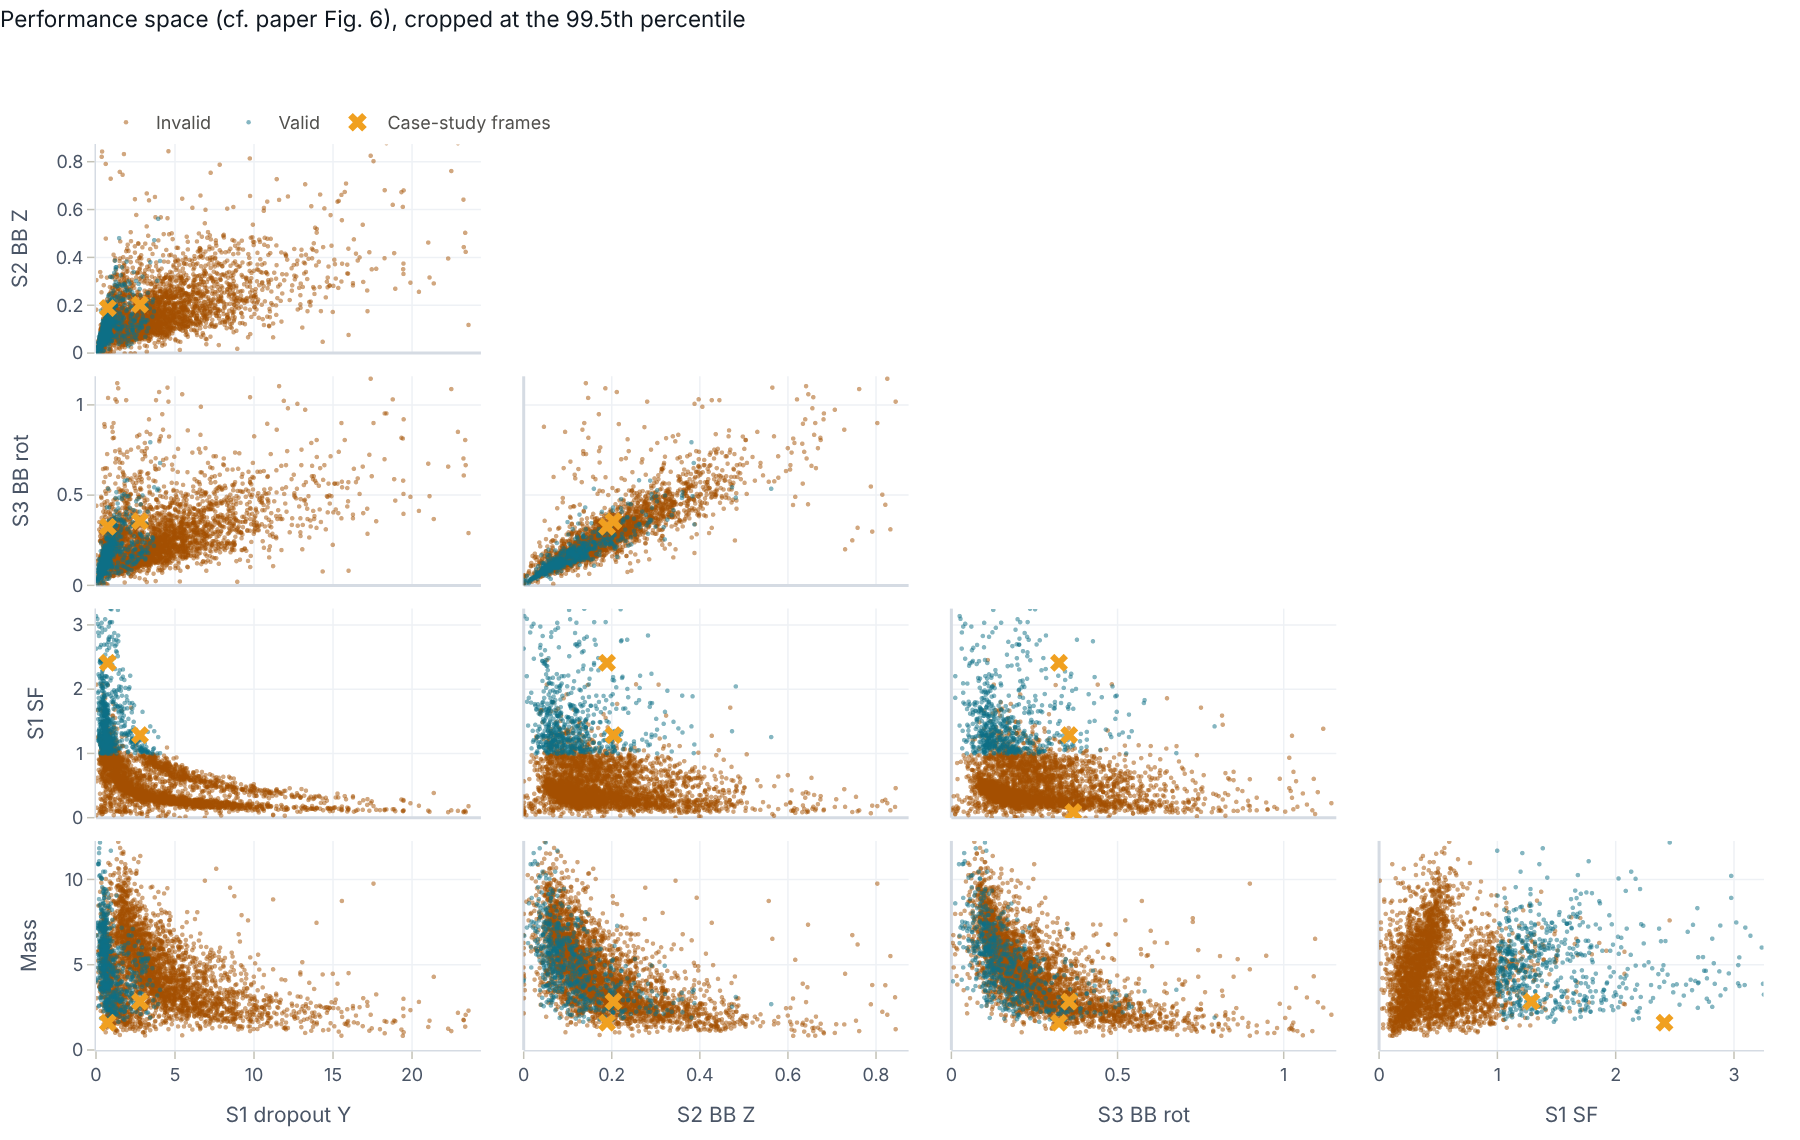 Performance space (cf. paper Fig. 6), cropped at the 99.5th percentile
Invalid Valid Case-study frames
S2 BB Z
0.8
0.6
0.4
0.2
0
S3 BB rot
1
0.5
0
S1 SF
3
2
1
0
Mass
10
5
0
0 5 10 15 20
0 0.2 0.4 0.6 0.8
0 0.5 1
0 1 2 3
S1 dropout Y
S2 BB Z
S3 BB rot
S1 SF